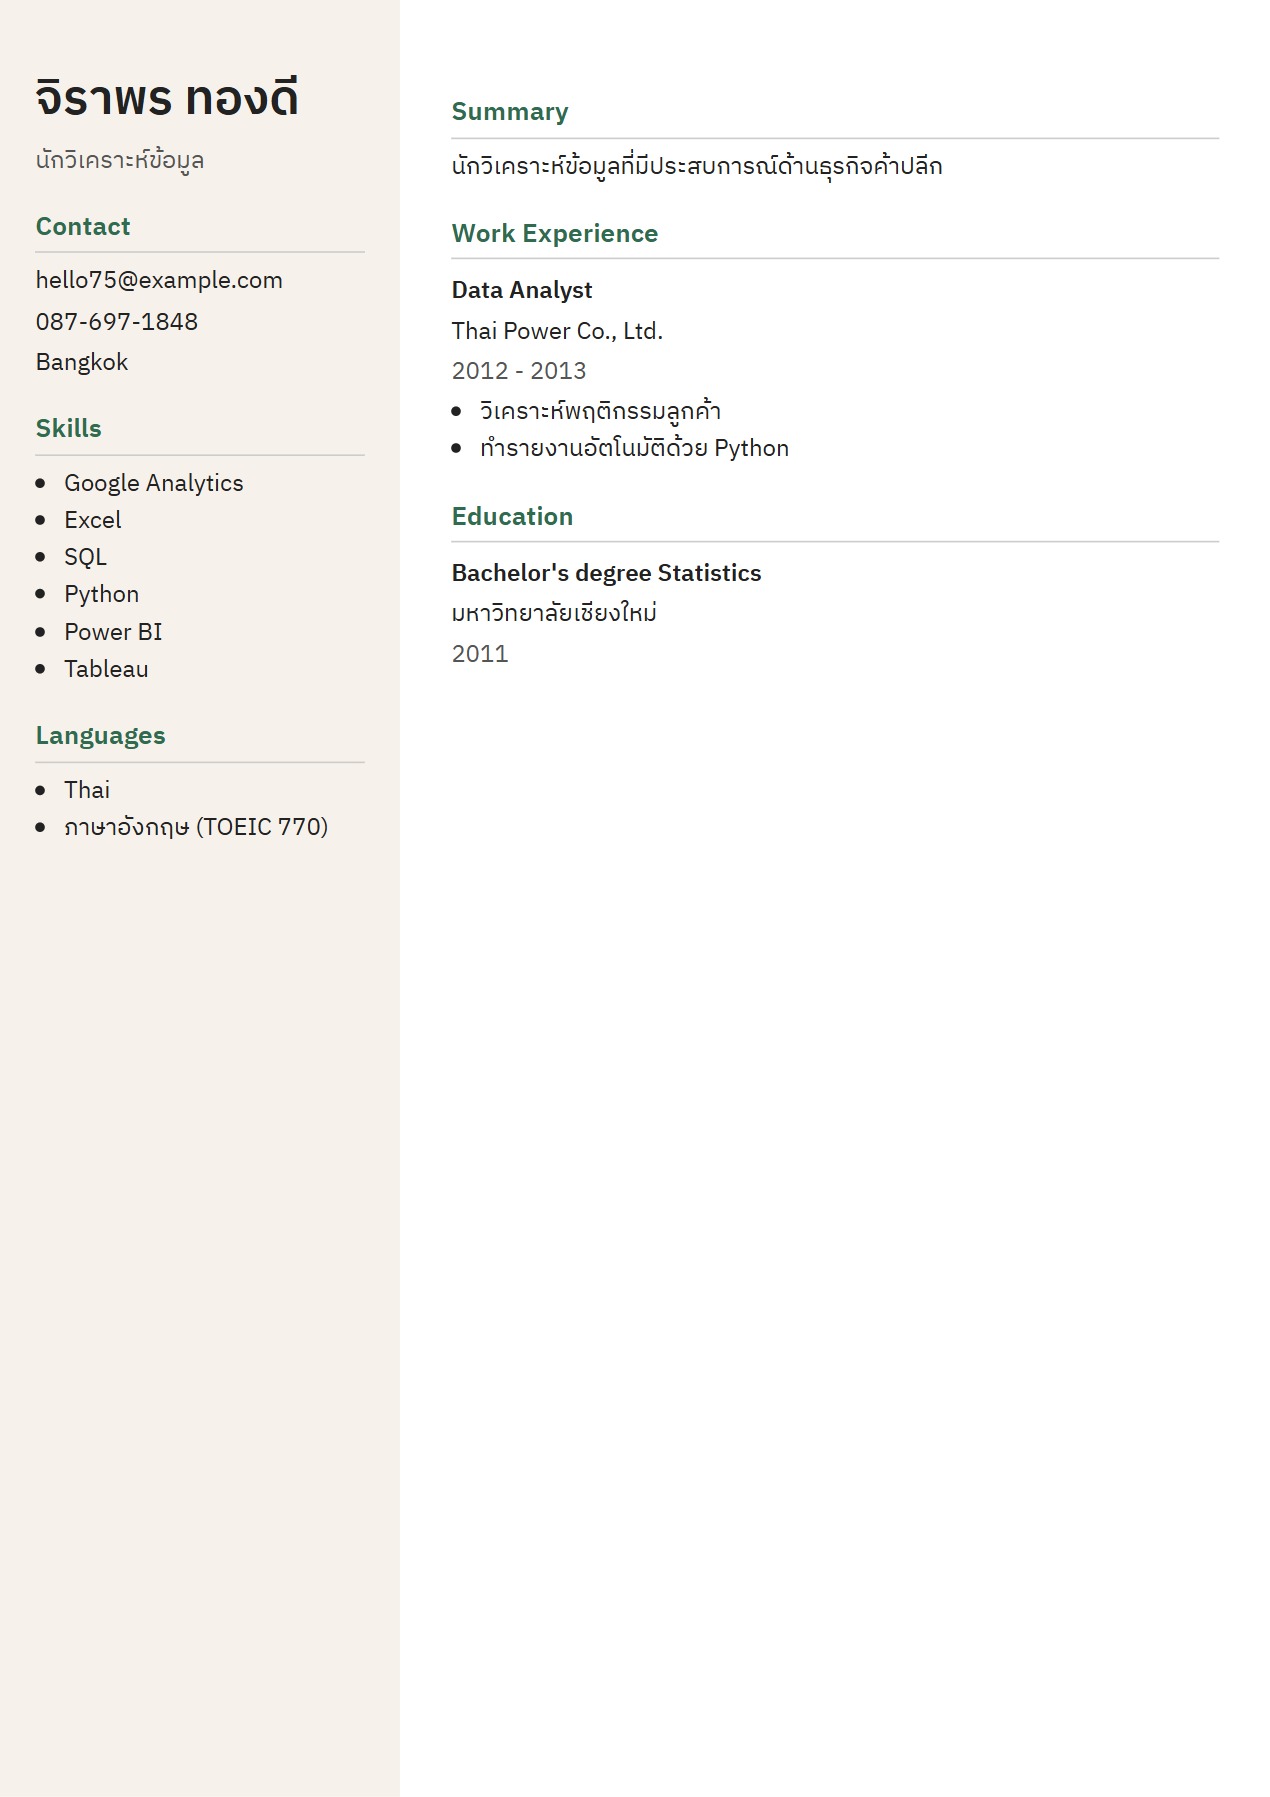 จิราพร ทองดี
นักวิเคราะห์ข้อมูล
Contact
hello75@example.com
087-697-1848
Bangkok
Skills
Google Analytics
Excel
SQL
Python
Power BI
Tableau
Languages
Thai
ภาษาอังกฤษ (TOEIC 770)
Summary
นักวิเคราะห์ข้อมูลที่มีประสบการณ์ด้านธุรกิจค้าปลีก
Work Experience
Data Analyst
Thai Power Co., Ltd.
2012 - 2013
วิเคราะห์พฤติกรรมลูกค้า
ทำรายงานอัตโนมัติด้วย Python
Education
Bachelor's degree Statistics
มหาวิทยาลัยเชียงใหม่
2011